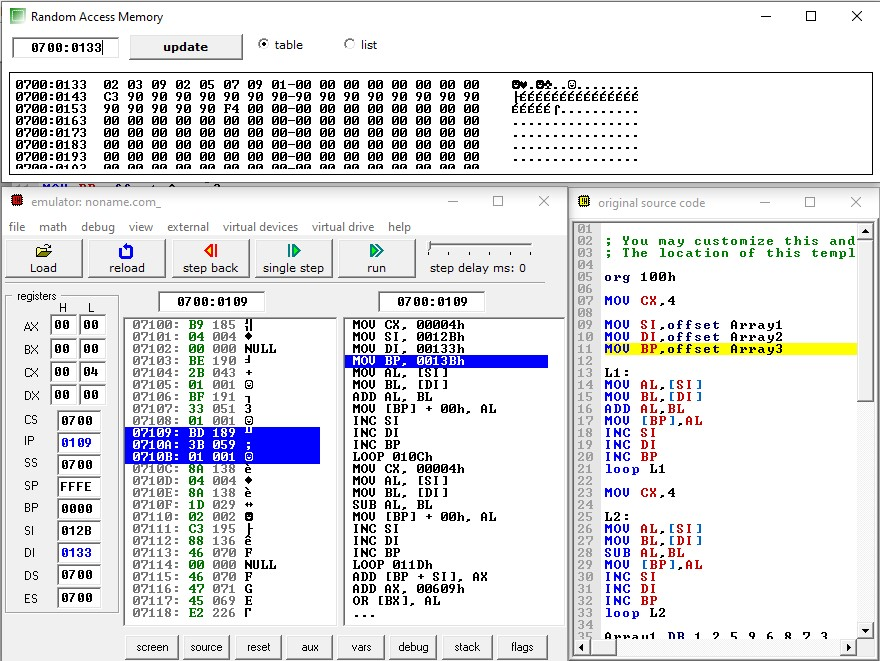 Random Access Memory
0700:0133 update table list
0700:0133 02 03 09 02 05 07 09 01-00 00 00 00 00 00 00 00
0700:0143 C3 90 90 90 90 90 90 90-90 90 90 90 90 90 90 90
0700:0153 90 90 90 90 90 F4 00 00-00 00 00 00 00 00 00 00
0700:0163 00 00 00 00 00 00 00 00-00 00 00 00 00 00 00 00
0700:0173 00 00 00 00 00 00 00 00-00 00 00 00 00 00 00 00
0700:0183 00 00 00 00 00 00 00 00-00 00 00 00 00 00 00 00
0700:0193 00 00 00 00 00 00 00 00-00 00 00 00 00 00 00 00
emulator: noname.com_
file math debug view external virtual devices virtual drive help
Load reload step back single step run step delay ms: 0
registers
H L
AX 00 00
BX 00 00
CX 00 04
DX 00 00
CS 0700
IP 0109
SS 0700
SP FFFE
BP 0000
SI 012B
DI 0133
DS 0700
ES 0700
0700:0109
07100: B9 185 ╣
07101: 04 004 ♦
07102: 00 000 NULL
07103: BE 190 ╛
07104: 2B 043 +
07105: 01 001 ☺
07106: BF 191 ┐
07107: 33 051 3
07108: 01 001 ☺
07109: BD 189 ╜
0710A: 3B 059 ;
0710B: 01 001 ☺
0710C: 8A 138 è
0710D: 04 004 ♦
0710E: 8A 138 è
0710F: 1D 029 ↔
07110: 02 002 ☻
07111: C3 195 ├
07112: 88 136 ê
07113: 46 070 F
07114: 00 000 NULL
07115: 46 070 F
07116: 47 071 G
07117: 45 069 E
07118: E2 226 Γ
0700:0109
MOV CX, 00004h
MOV SI, 0012Bh
MOV DI, 00133h
MOV BP, 0013Bh
MOV AL, [SI]
MOV BL, [DI]
ADD AL, BL
MOV [BP] + 00h, AL
INC SI
INC DI
INC BP
LOOP 010Ch
MOV CX, 00004h
MOV AL, [SI]
MOV BL, [DI]
SUB AL, BL
MOV [BP] + 00h, AL
INC SI
INC DI
INC BP
LOOP 011Dh
ADD [BP + SI], AX
ADD AX, 00609h
OR [BX], AL
...
screen source reset aux vars debug stack flags
original source code
01
02 ; You may customize this and
03 ; The location of this templ
04
05 org 100h
06
07 MOV CX,4
08
09 MOV SI,offset Array1
10 MOV DI,offset Array2
11 MOV BP,offset Array3
12
13 L1:
14 MOV AL,[SI]
15 MOV BL,[DI]
16 ADD AL,BL
17 MOV [BP],AL
18 INC SI
19 INC DI
20 INC BP
21 loop L1
22
23 MOV CX,4
24
25 L2:
26 MOV AL,[SI]
27 MOV BL,[DI]
28 SUB AL,BL
29 MOV [BP],AL
30 INC SI
31 INC DI
32 INC BP
33 loop L2
34
35 Array1 DB 1,2,5,9,6,8,7,3